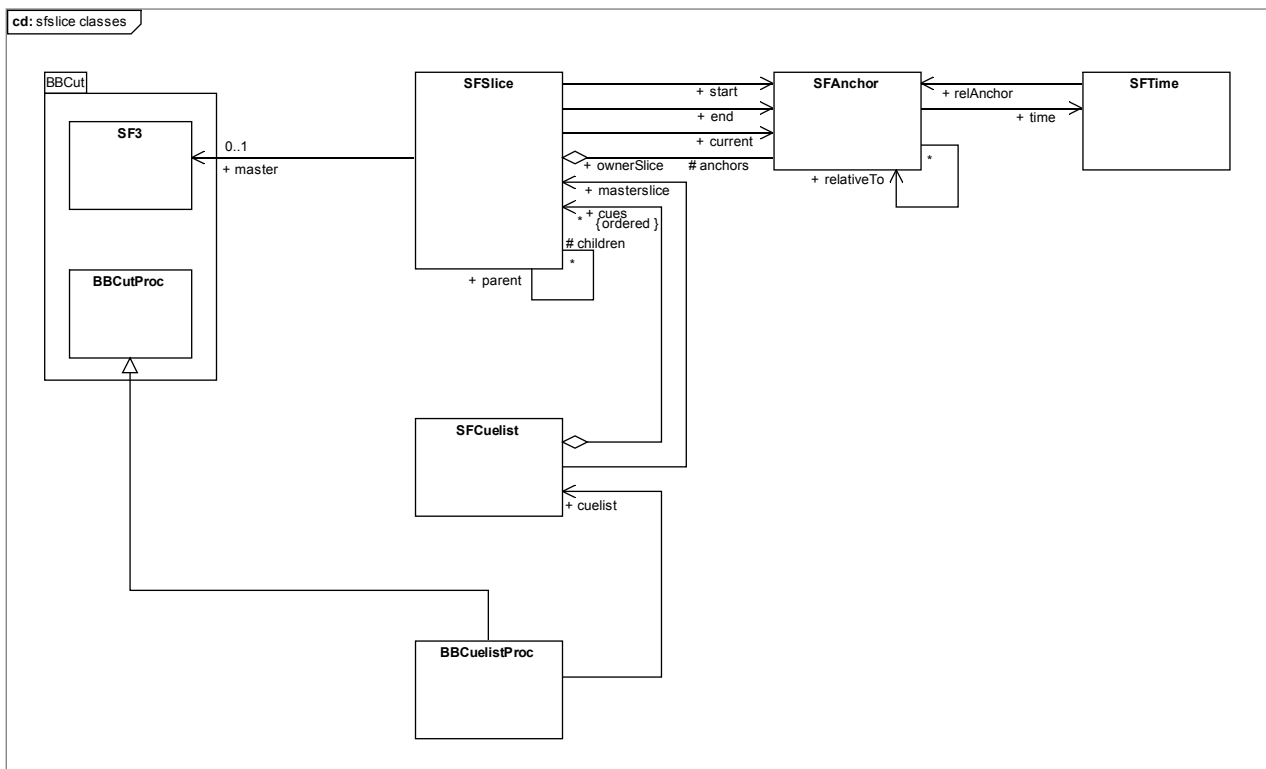 cd: sfslice classes
BBCut
SF3
0..1
+ master
BBCutProc
SFSlice
+ start
+ end
+ current
+ ownerSlice
# anchors
+ masterslice
+ cues
*
{ordered }
# children
*
+ parent
SFAnchor
+ relAnchor
+ time
*
+ relativeTo
SFTime
SFCuelist
+ cuelist
BBCuelistProc